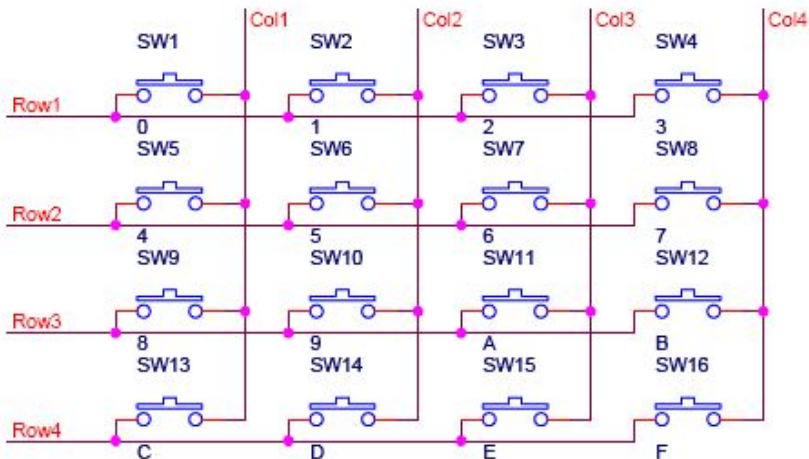 Col1 Col2 Col3 Col4
SW1 SW2 SW3 SW4
Row1
0 1 2 3
SW5 SW6 SW7 SW8
Row2
4 5 6 7
SW9 SW10 SW11 SW12
Row3
8 9 A B
SW13 SW14 SW15 SW16
Row4
C D E F